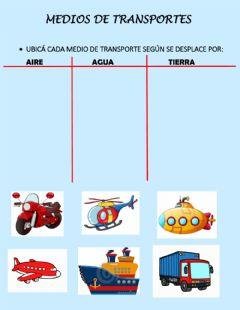 MEDIOS DE TRANSPORTES
• UBICÁ CADA MEDIO DE TRANSPORTE SEGÚN SE DESPLACE POR:
AIRE AGUA TIERRA